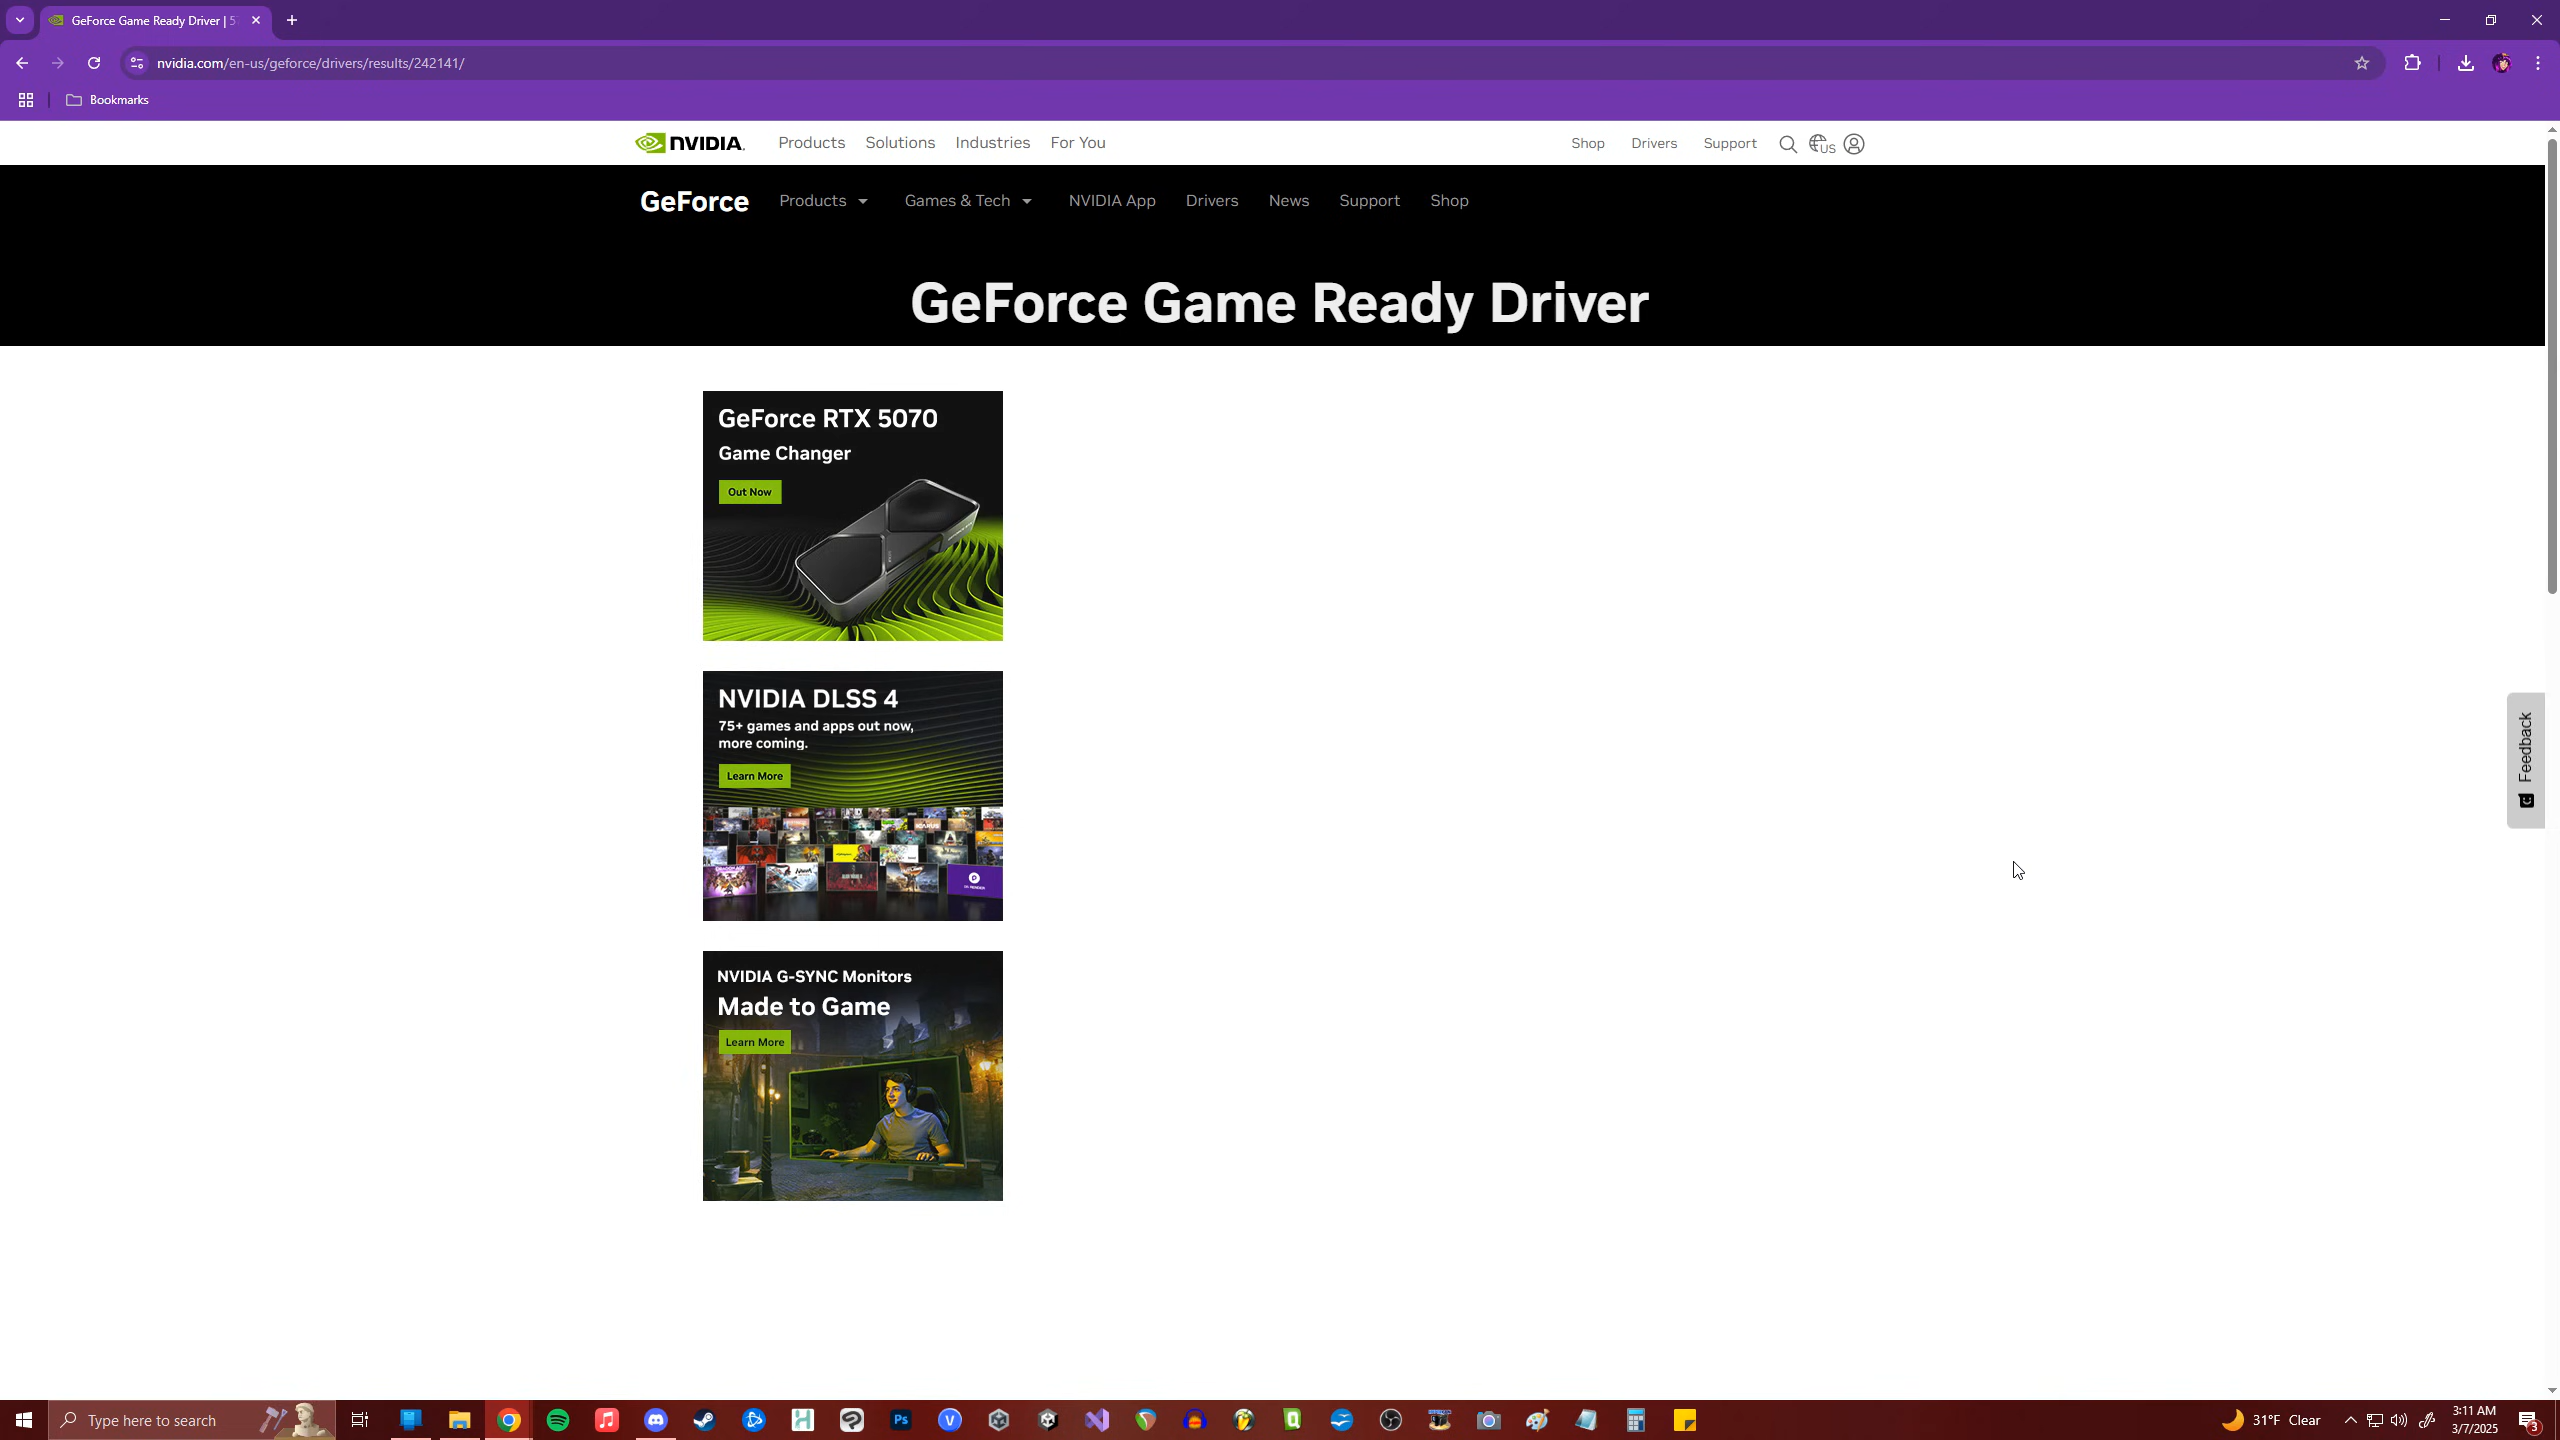 GeForce Game Ready Driver | 57
nvidia.com/en-us/geforce/drivers/results/242141/
Bookmarks
NVIDIA. Products Solutions Industries For You Shop Drivers Support US
GeForce Products Games & Tech NVIDIA App Drivers News Support Shop
GeForce Game Ready Driver
GeForce RTX 5070
Game Changer
Out Now
NVIDIA DLSS 4
75+ games and apps out now,
more coming.
Learn More
NVIDIA G-SYNC Monitors
Made to Game
Learn More
Feedback
Type here to search
Ps
31°F Clear
3:11 AM
3/7/2025
3